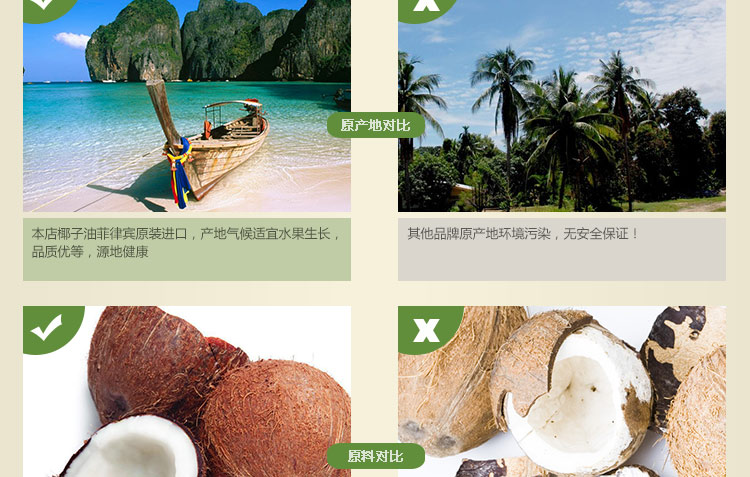 原产地对比
本店椰子油菲律宾原装进口，产地气候适宜水果生长，
品质优等，源地健康
其他品牌原产地环境污染，无安全保证！
原料对比